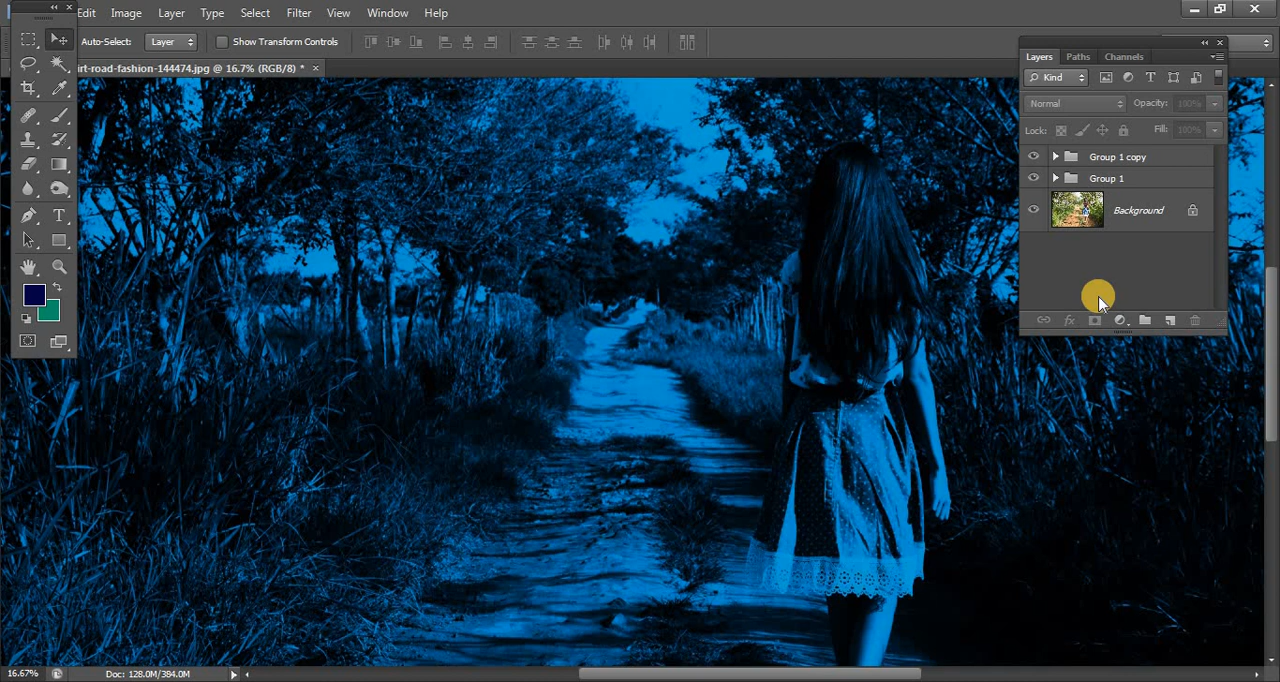 Edit Image Layer Type Select Filter View Window Help
Auto-Select: Layer Show Transform Controls
irt-road-fashion-144474.jpg @ 16.7% (RGB/8) *
Layers Paths Channels
Kind
Normal Opacity: 100%
Lock: Fill: 100%
Group 1 copy
Group 1
Background
fx
16.67% Doc: 128.0M/384.0M